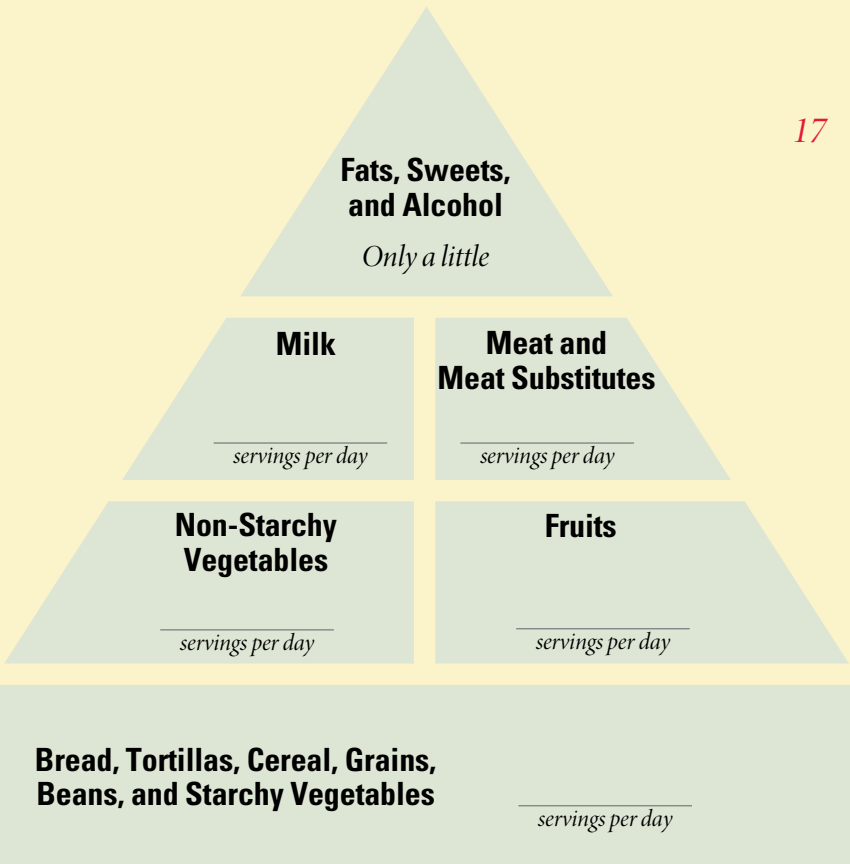 17
Fats, Sweets,
and Alcohol
Only a little
Milk
servings per day
Meat and
Meat Substitutes
servings per day
Non-Starchy
Vegetables
servings per day
Fruits
servings per day
Bread, Tortillas, Cereal, Grains,
Beans, and Starchy Vegetables
servings per day